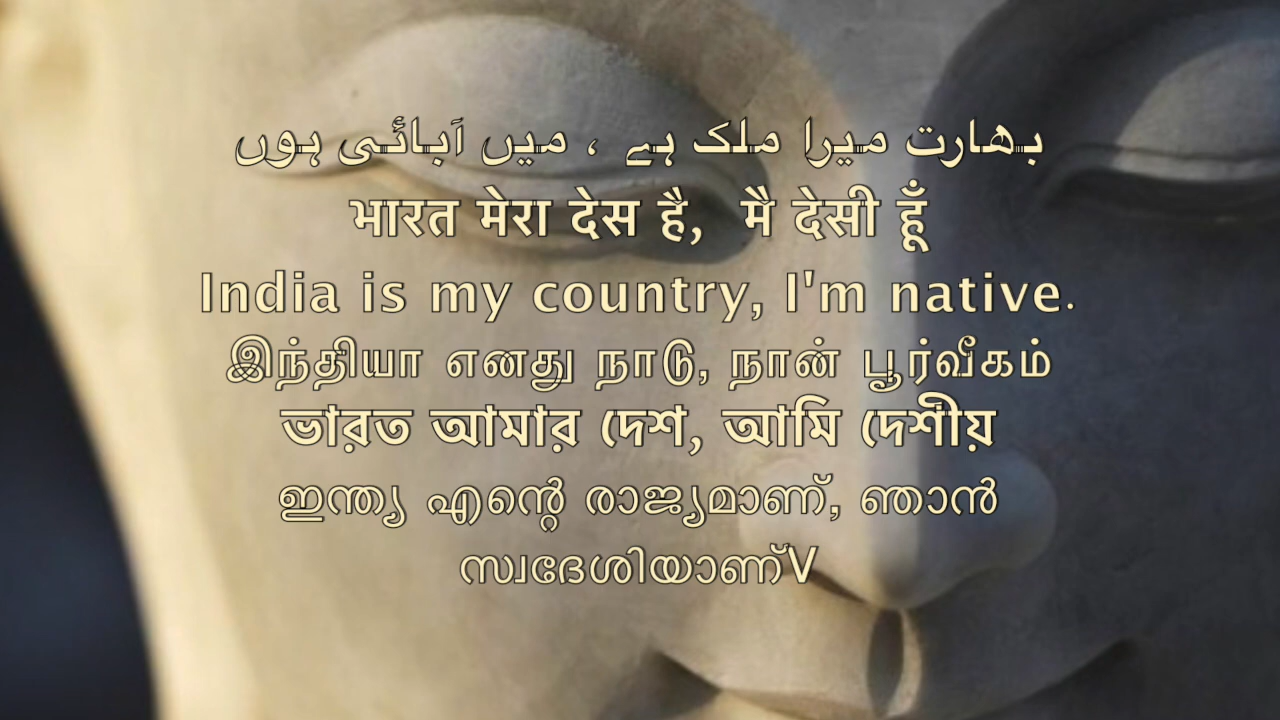 بھارت میرا ملک ہے ، میں آبائی ہوں
भारत मेरा देस है, मै देसी हूँ
India is my country, I'm native.
இந்தியா எனது நாடு, நான் பூர்வீகம்
ভারত আমার দেশ, আমি দেশীয়
ഇന്ത്യ എന്റെ രാജ്യമാണ്, ഞാൻ
സ്വദേശിയാണ്V